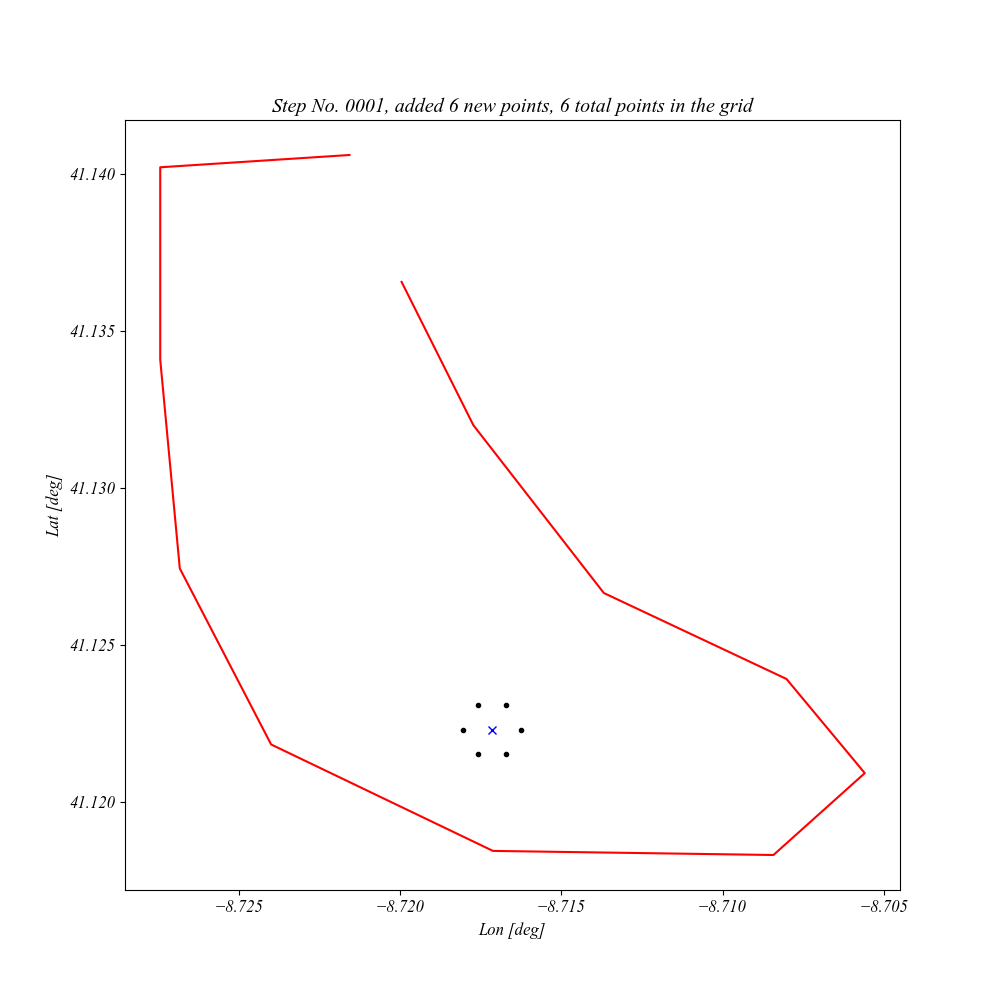 Step No. 0001, added 6 new points, 6 total points in the grid
41.140
41.135
41.130
41.125
41.120
Lat [deg]
−8.725 −8.720 −8.715 −8.710 −8.705
Lon [deg]